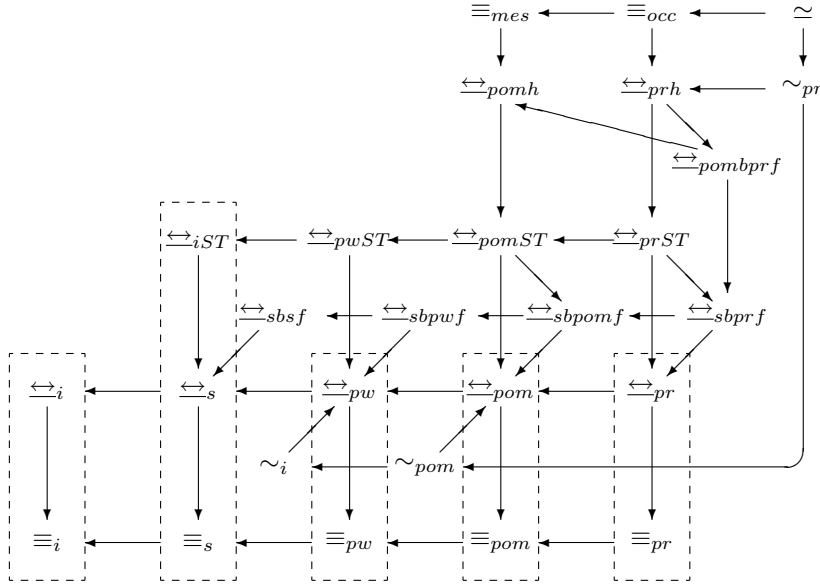 ≡mes ≡occ ≃
↔pomh ↔prh ∼pr
↔pombprf
↔iST ↔pwST ↔pomST ↔prST
↔sbsf ↔sbpwf ↔sbpomf ↔sbprf
↔i ↔s ↔pw ↔pom ↔pr
∼i ∼pom
≡i ≡s ≡pw ≡pom ≡pr